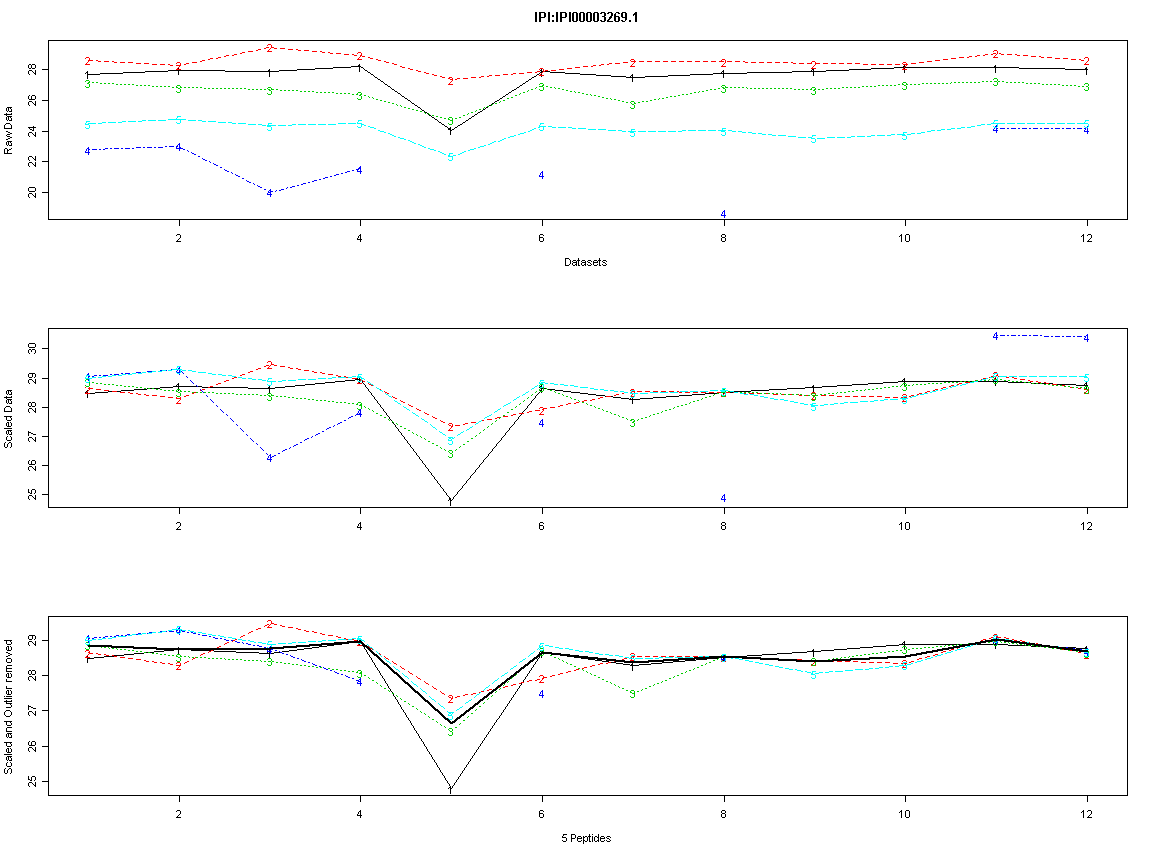 IPI:IPI00003269.1
Raw Data
28
26
24
22
20
2 4 6 8 10 12
Datasets
Scaled Data
30
29
28
27
26
25
2 4 6 8 10 12
Scaled and Outlier removed
29
28
27
26
25
2 4 6 8 10 12
5 Peptides